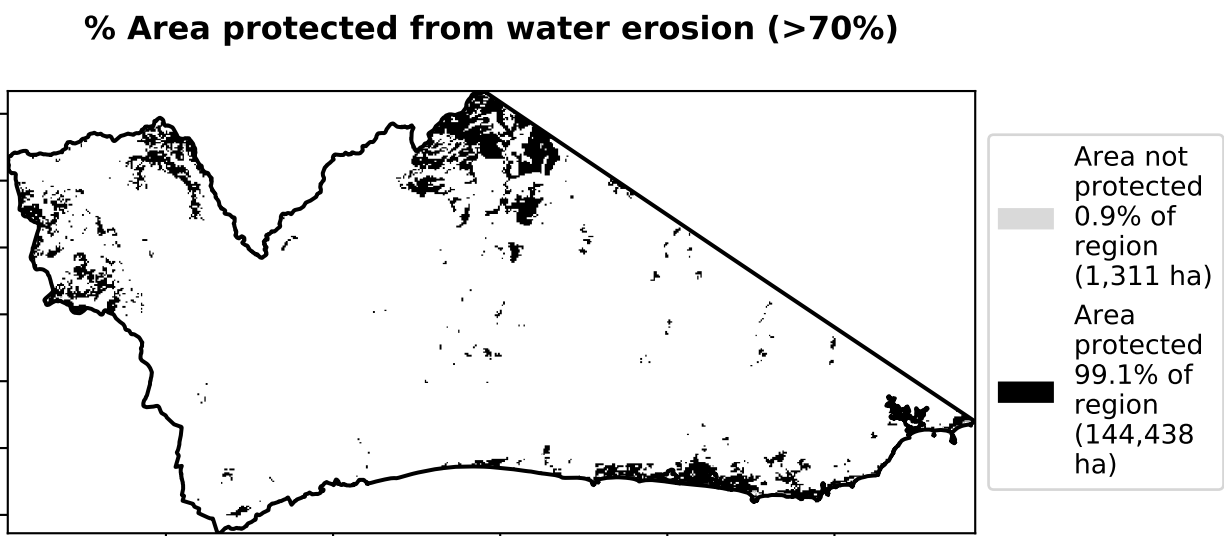 % Area protected from water erosion (>70%)
Area not
protected
0.9% of
region
(1,311 ha)
Area
protected
99.1% of
region
(144,438
ha)